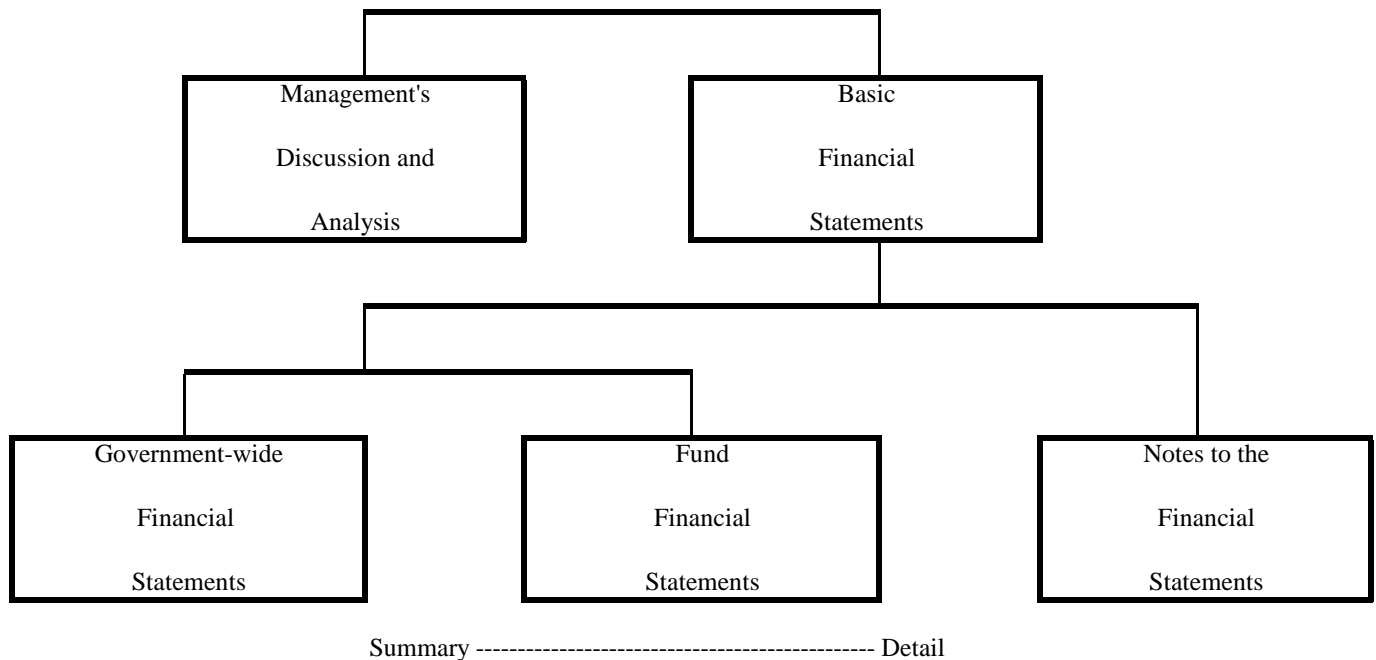 Management's
Discussion and
Analysis
Basic
Financial
Statements
Government-wide
Financial
Statements
Fund
Financial
Statements
Notes to the
Financial
Statements
Summary ------------------------------------------------ Detail